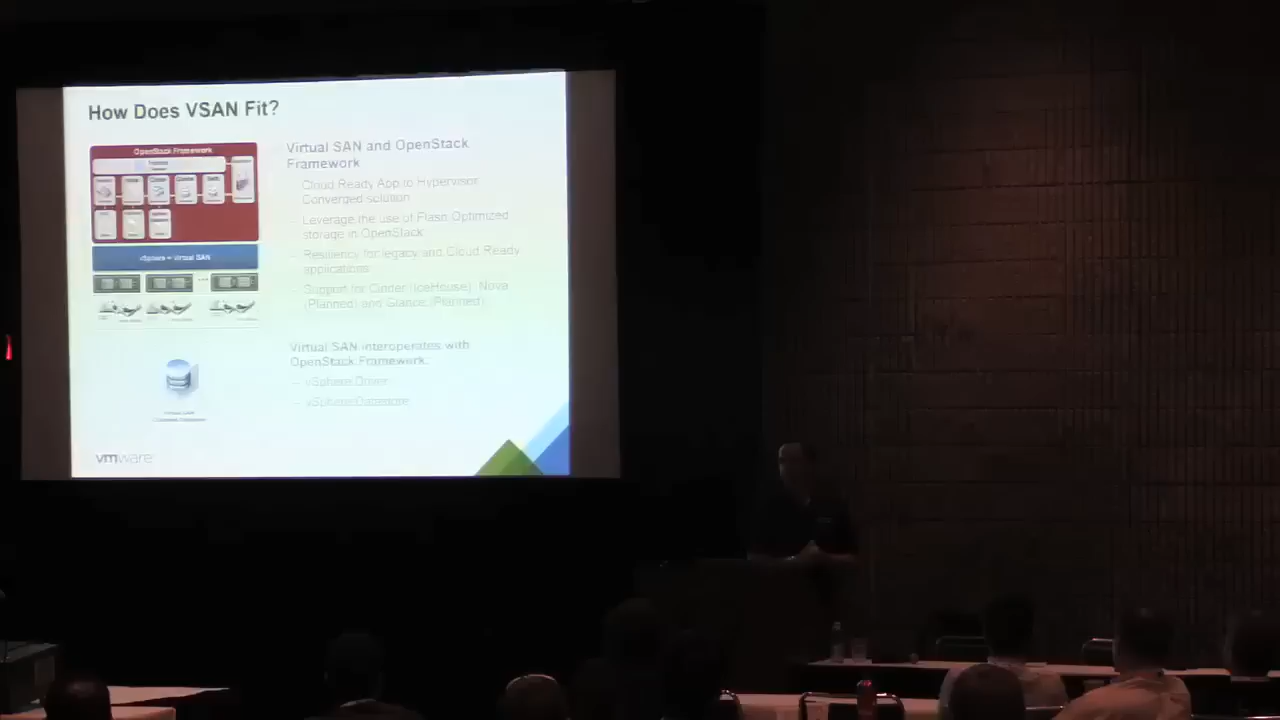 How Does VSAN Fit?
OpenStack Framework
vSphere + Virtual SAN
Virtual SAN and OpenStack
Framework
Cloud Ready App to Hypervisor
Converged solution
Leverage the use of Flash Optimized
storage in OpenStack
– Resiliency for legacy and Cloud Ready
applications
– Support for Cinder (IceHouse), Nova
(Planned) and Glance (Planned)
Virtual SAN interoperates with
OpenStack Framework:
– vSphere Driver
– vSphere Datastore
vmware